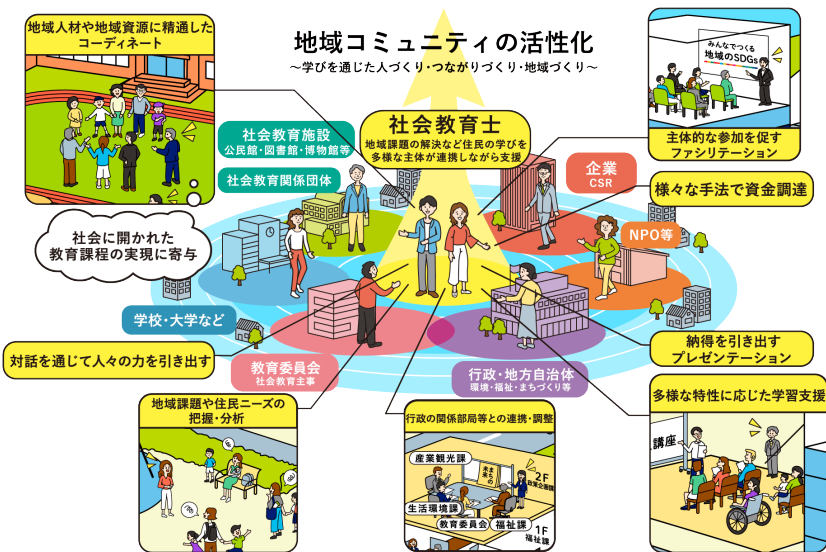 地域コミュニティの活性化
～学びを通じた人づくり・つながりづくり・地域づくり～
地域人材や地域資源に精通した
コーディネート
社会教育施設
公民館・図書館・博物館等
社会教育関係団体
社会教育士
地域課題の解決など住民の学びを
多様な主体が連携しながら支援
みんなでつくる
地域のSDGs
主体的な参加を促す
ファシリテーション
企業
CSR
様々な手法で資金調達
NPO等
社会に開かれた
教育課程の実現に寄与
学校・大学など
対話を通じて人々の力を引き出す
教育委員会
社会教育主事
行政・地方自治体
環境・福祉・まちづくり等
納得を引き出す
プレゼンテーション
地域課題や住民ニーズの
把握・分析
行政の関係部局等との連携・調整
産業観光課
まちの
未来
2F
政策企画課
生活環境課
教育委員会
福祉課
1F
福祉課
多様な特性に応じた学習支援
講座